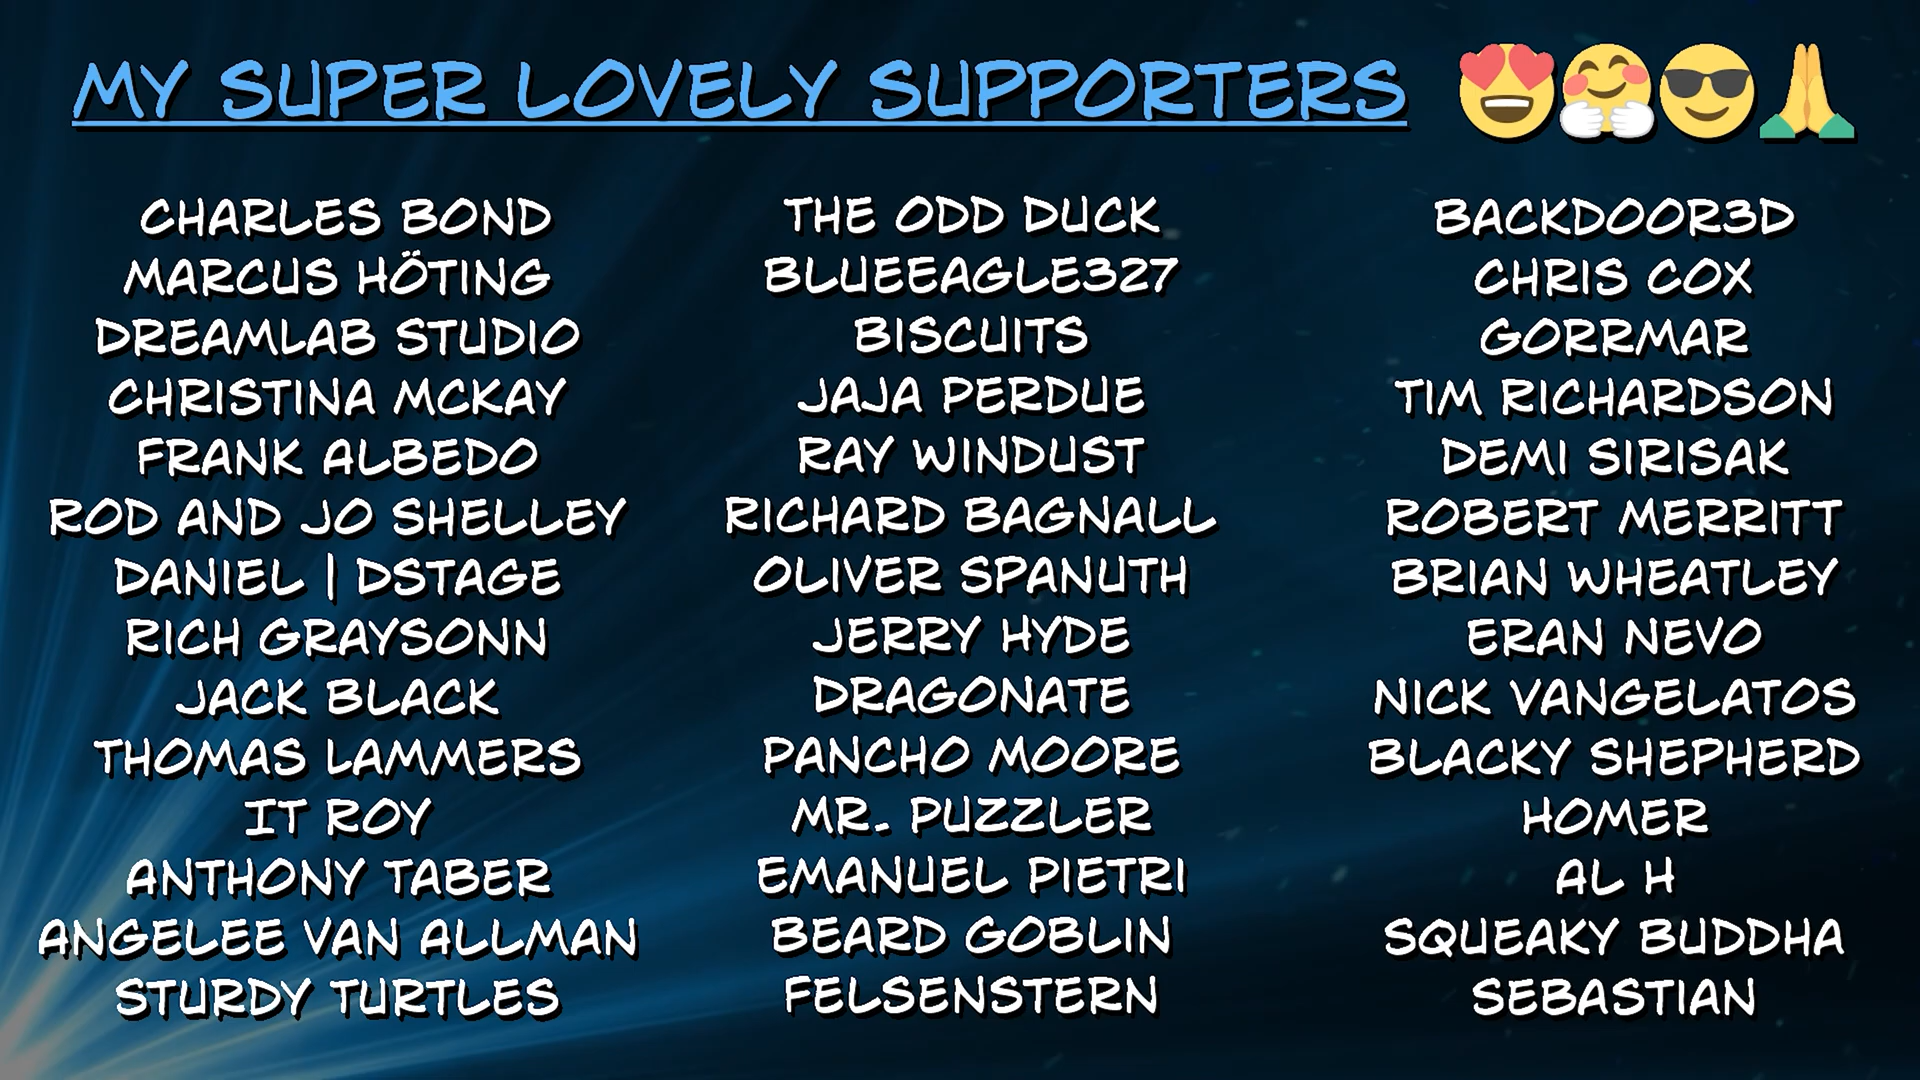 MY SUPER LOVELY SUPPORTERS 😍🤗😎🙏
CHARLES BOND
MARCUS HÖTING
DREAMLAB STUDIO
CHRISTINA MCKAY
FRANK ALBEDO
ROD AND JO SHELLEY
DANIEL | DSTAGE
RICH GRAYSONN
JACK BLACK
THOMAS LAMMERS
IT ROY
ANTHONY TABER
ANGELEE VAN ALLMAN
STURDY TURTLES
THE ODD DUCK
BLUEEAGLE327
BISCUITS
JAJA PERDUE
RAY WINDUST
RICHARD BAGNALL
OLIVER SPANUTH
JERRY HYDE
DRAGONATE
PANCHO MOORE
MR. PUZZLER
EMANUEL PIETRI
BEARD GOBLIN
FELSENSTERN
BACKDOOR3D
CHRIS COX
GORRMAR
TIM RICHARDSON
DEMI SIRISAK
ROBERT MERRITT
BRIAN WHEATLEY
ERAN NEVO
NICK VANGELATOS
BLACKY SHEPHERD
HOMER
AL H
SQUEAKY BUDDHA
SEBASTIAN